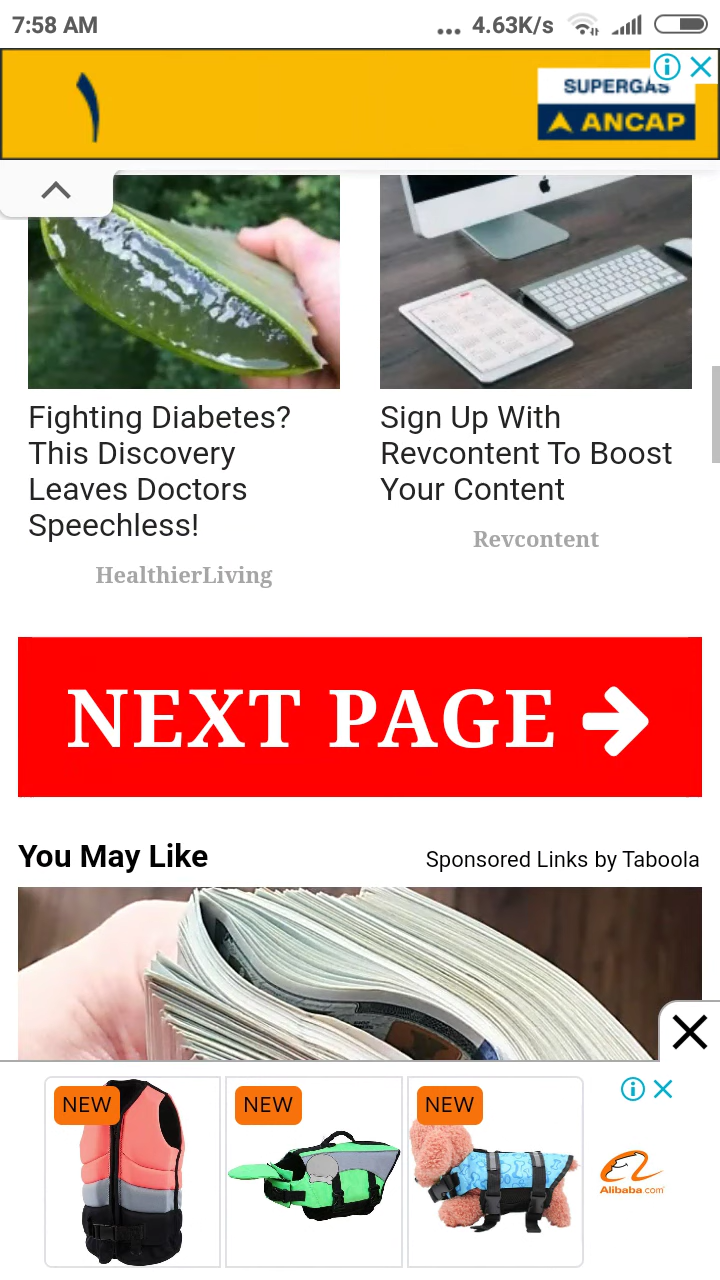 7:58 AM
... 4.63K/s
SUPERGAS
ANCAP
Fighting Diabetes?
This Discovery
Leaves Doctors
Speechless!
HealthierLiving
Sign Up With
Revcontent To Boost
Your Content
Revcontent
NEXT PAGE
You May Like
Sponsored Links by Taboola
NEW
NEW
NEW
Alibaba.com